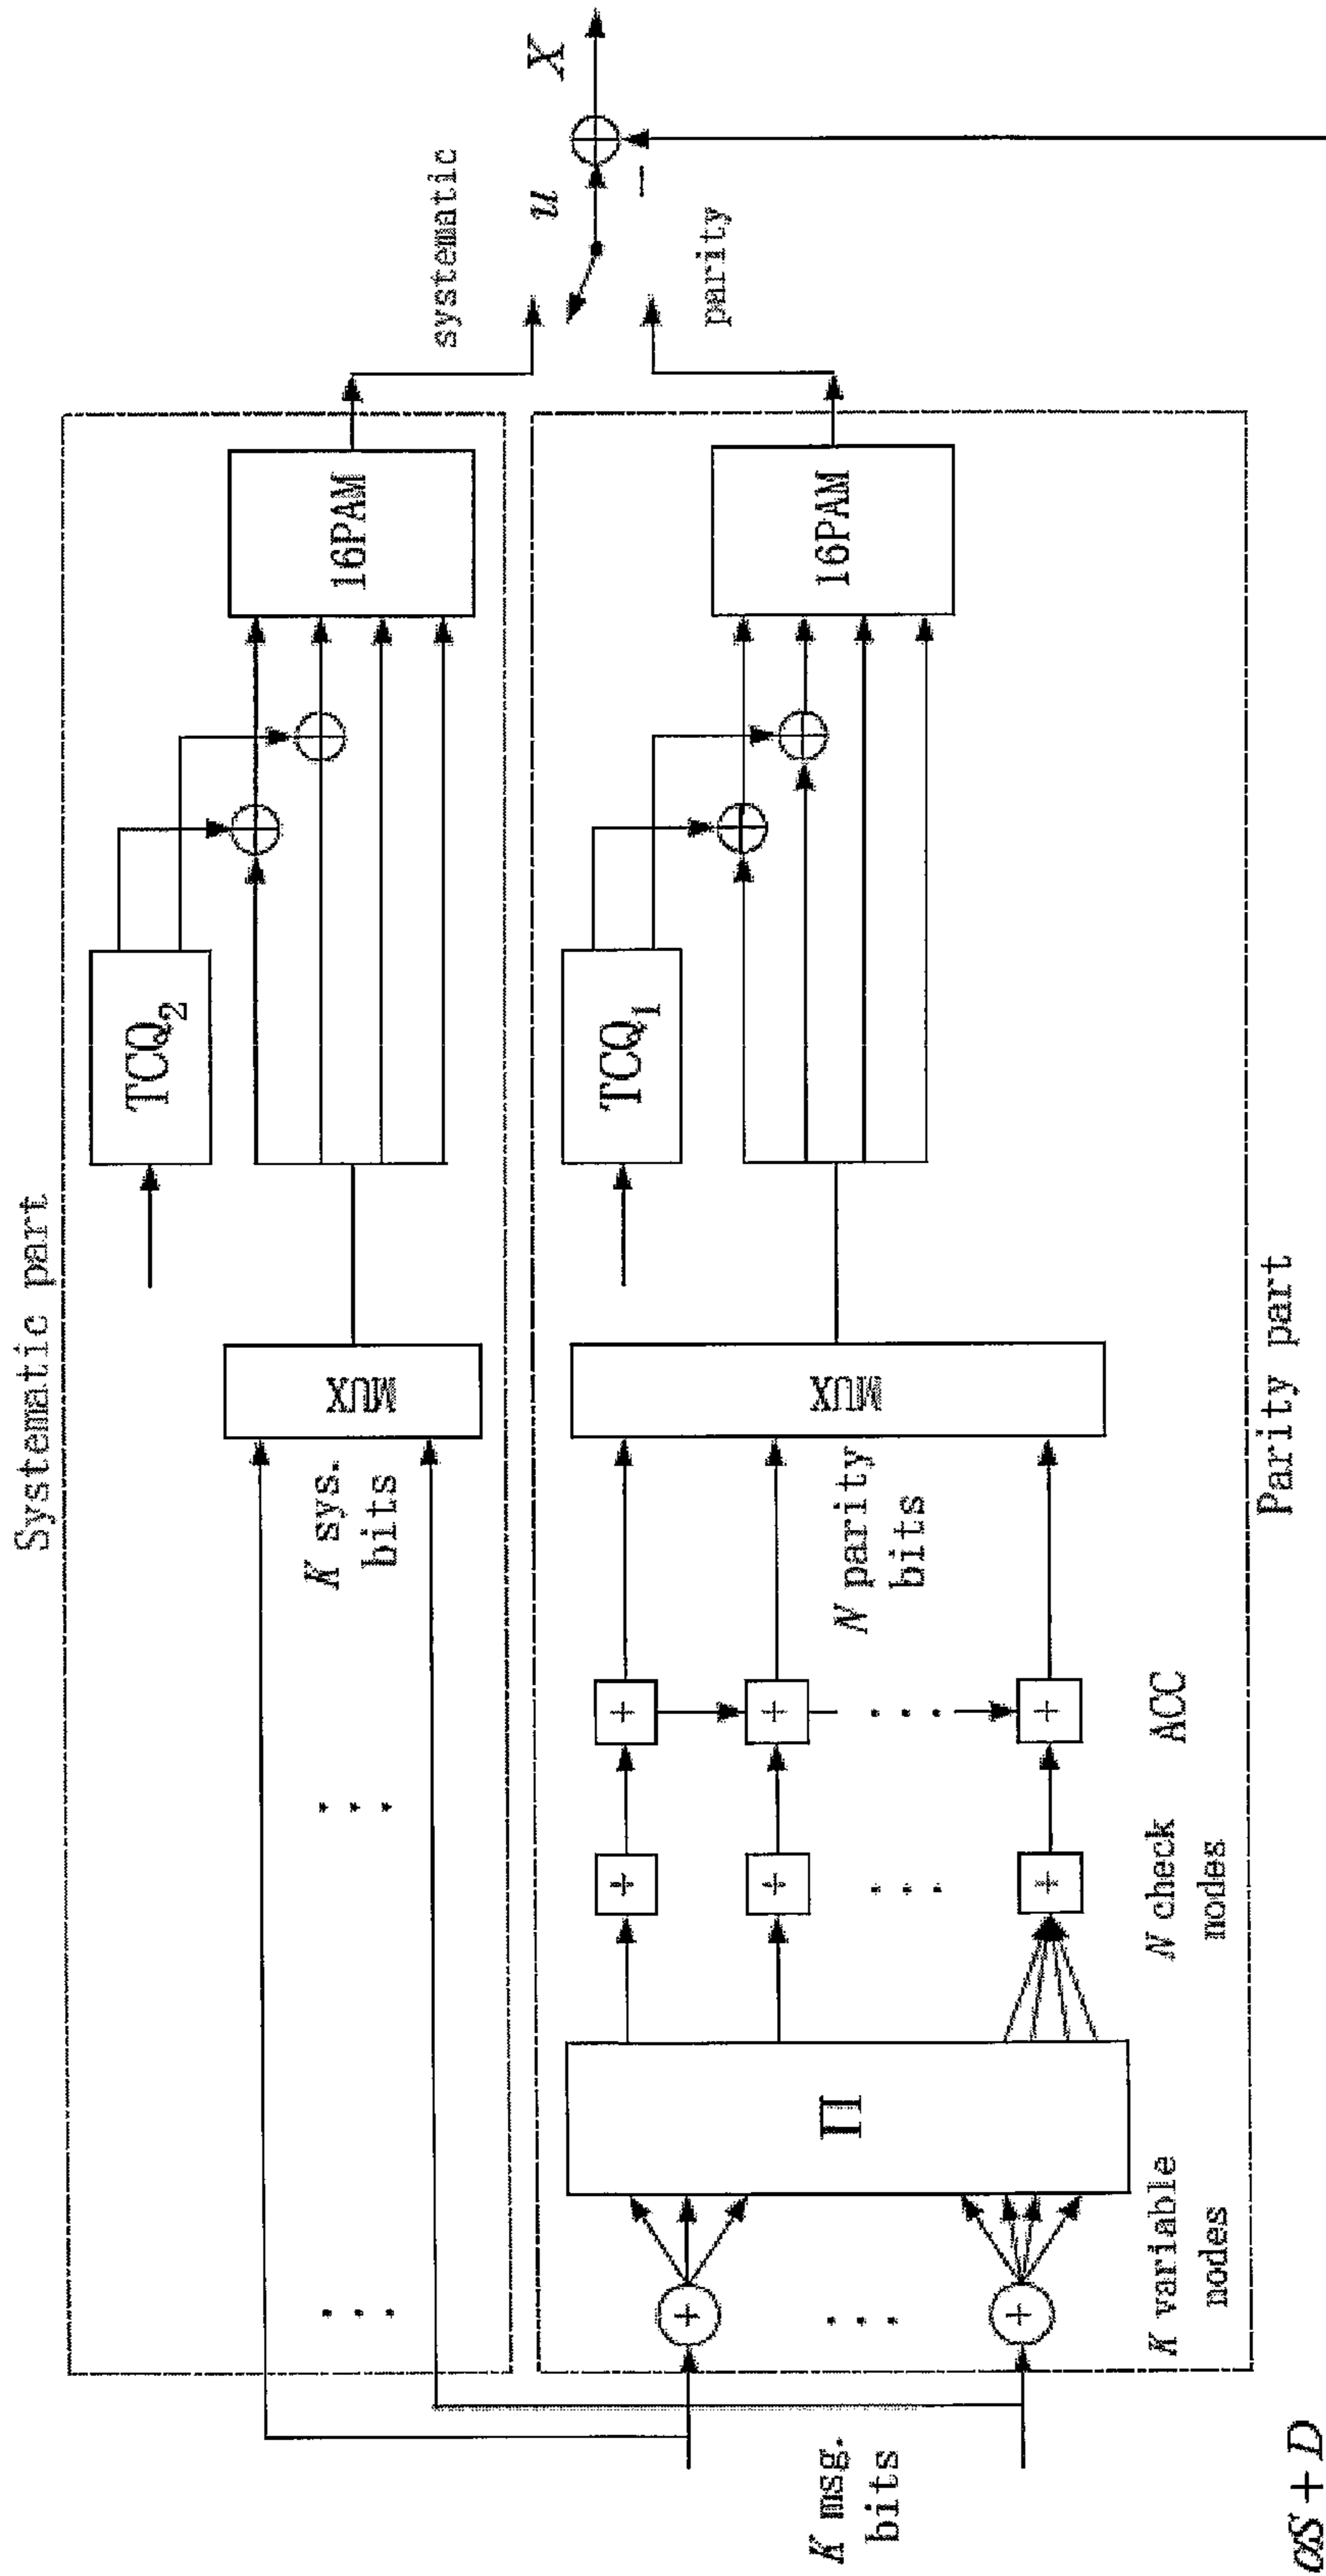 Systematic part
TCQ2
16PAM
MUX
K sys.
bits
systematic
u
X
−
parity
TCQ1
16PAM
MUX
N parity
bits
+
+
+
ACC
+
+
+
N check
nodes
Π
+
+
K variable
nodes
K msg.
bits
Parity part
αS + D